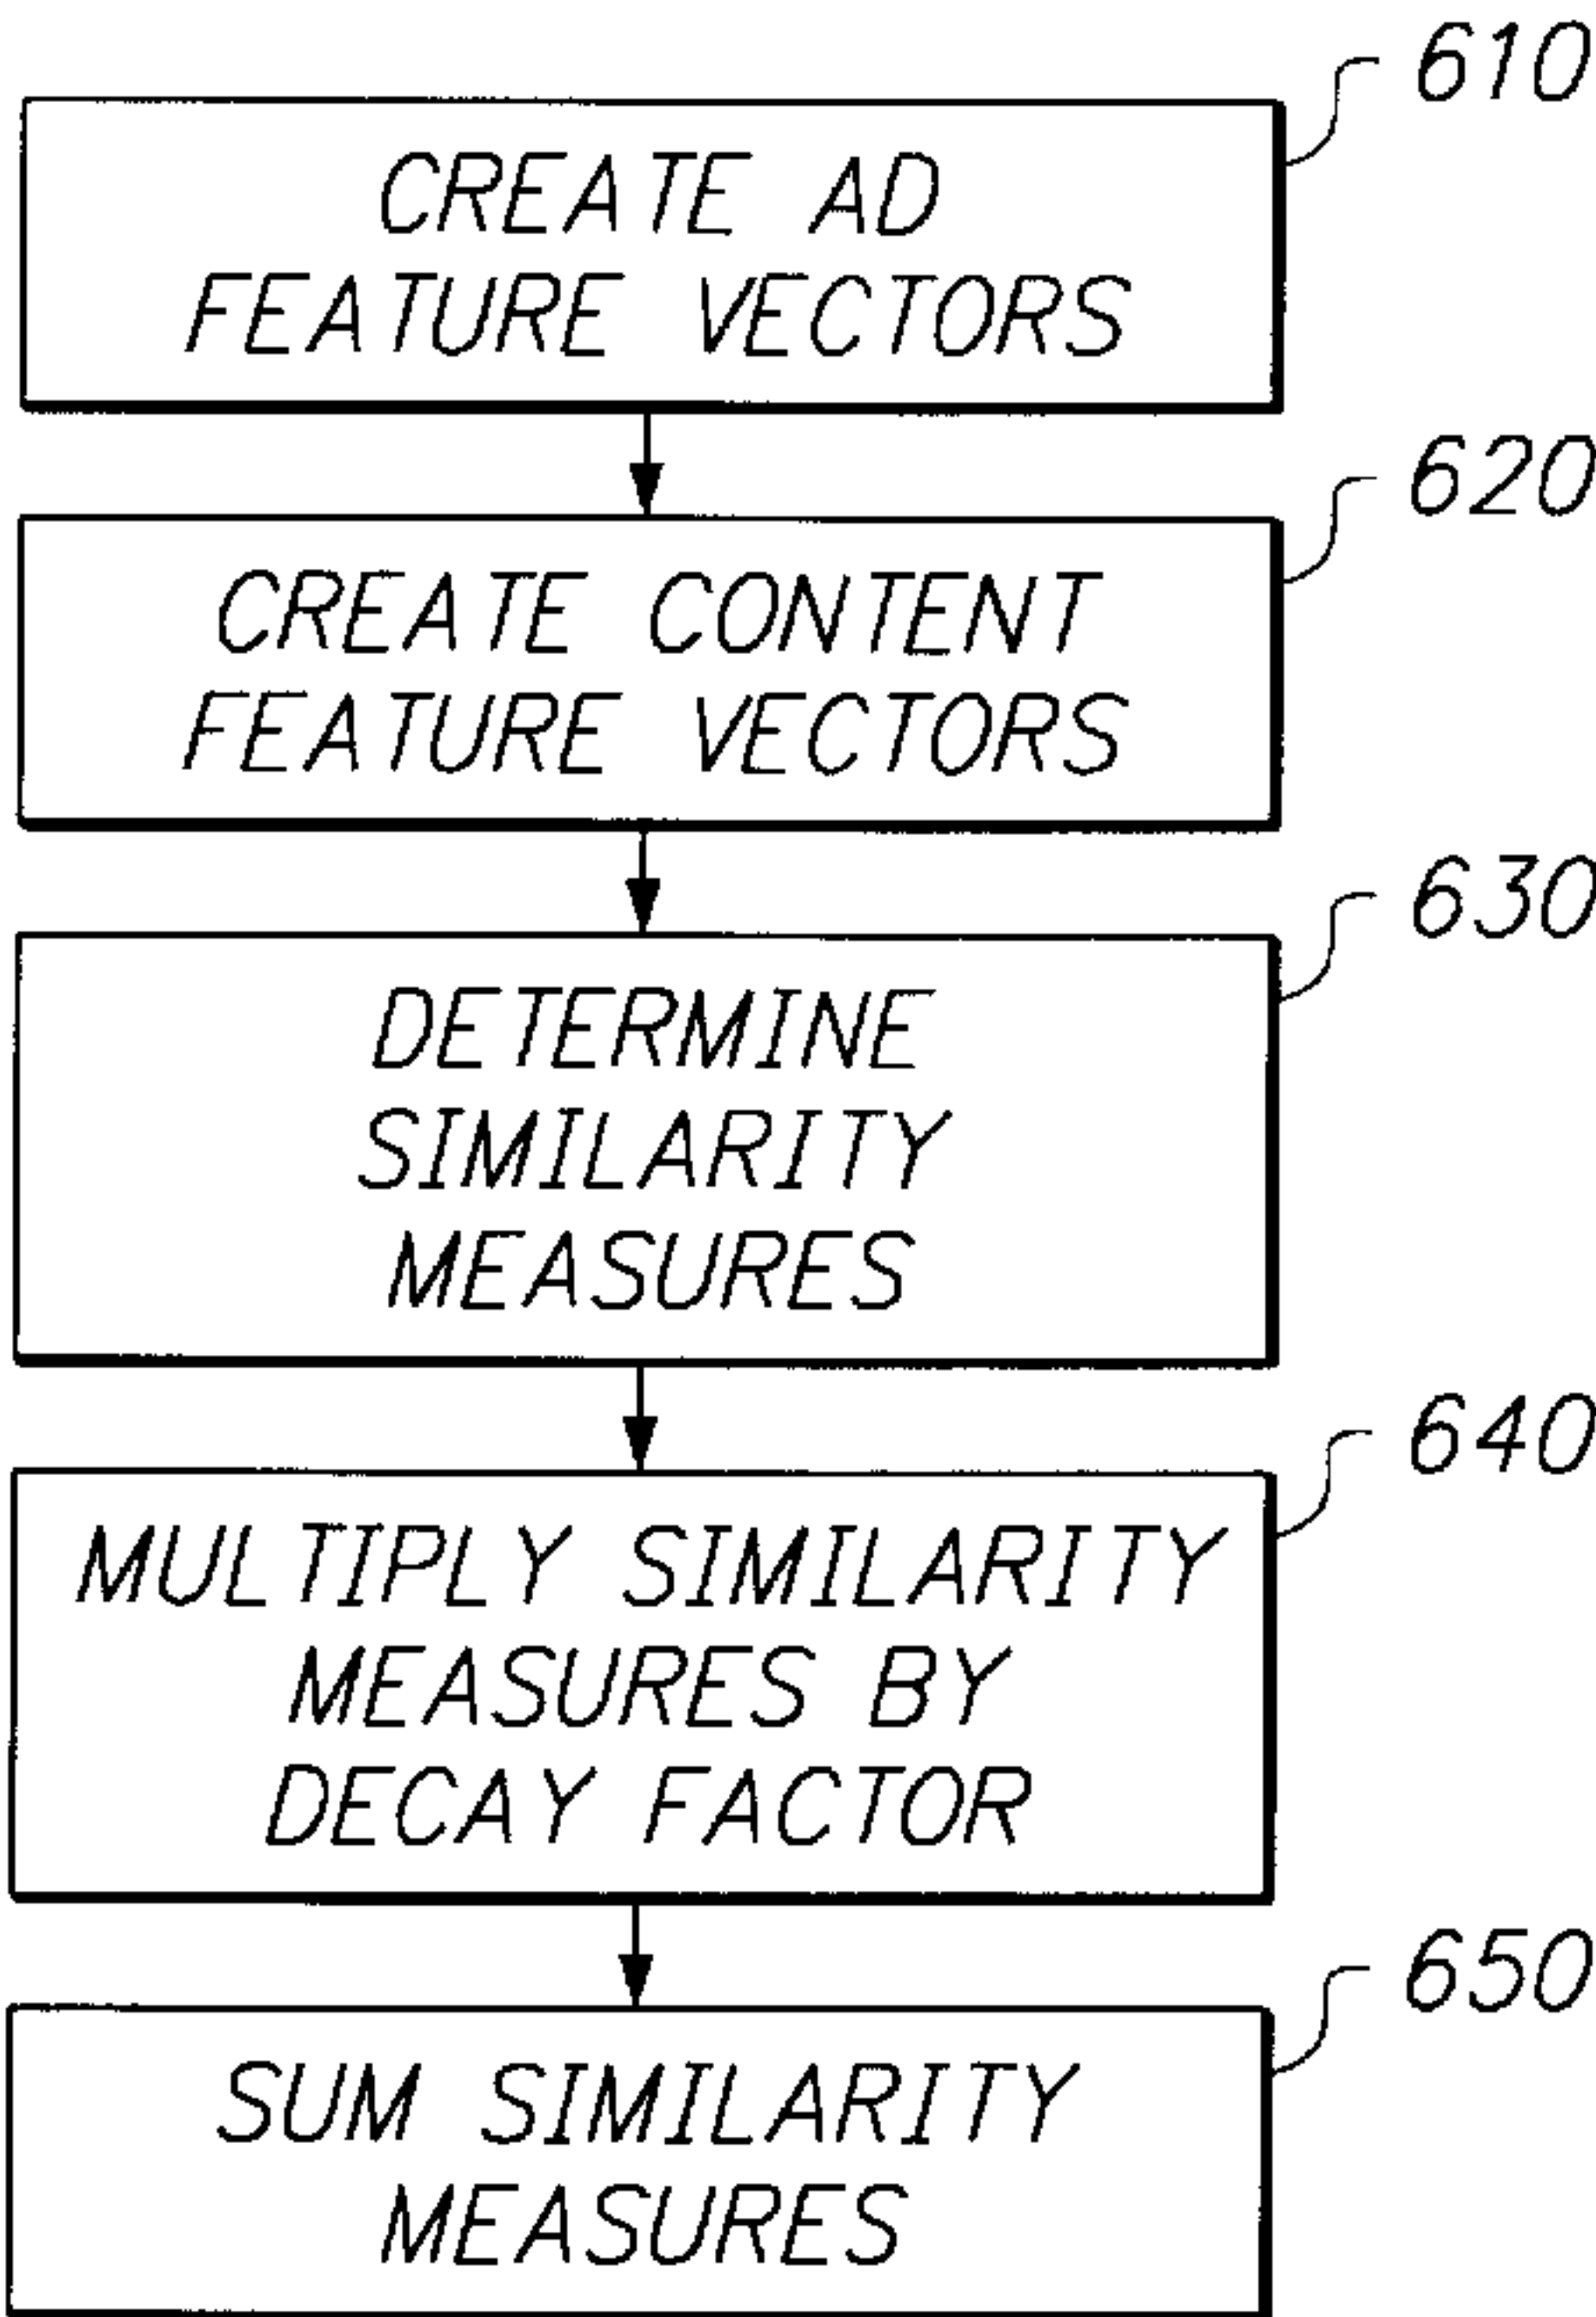 610
CREATE AD
FEATURE VECTORS
620
CREATE CONTENT
FEATURE VECTORS
630
DETERMINE
SIMILARITY
MEASURES
640
MULTIPLY SIMILARITY
MEASURES BY
DECAY FACTOR
650
SUM SIMILARITY
MEASURES